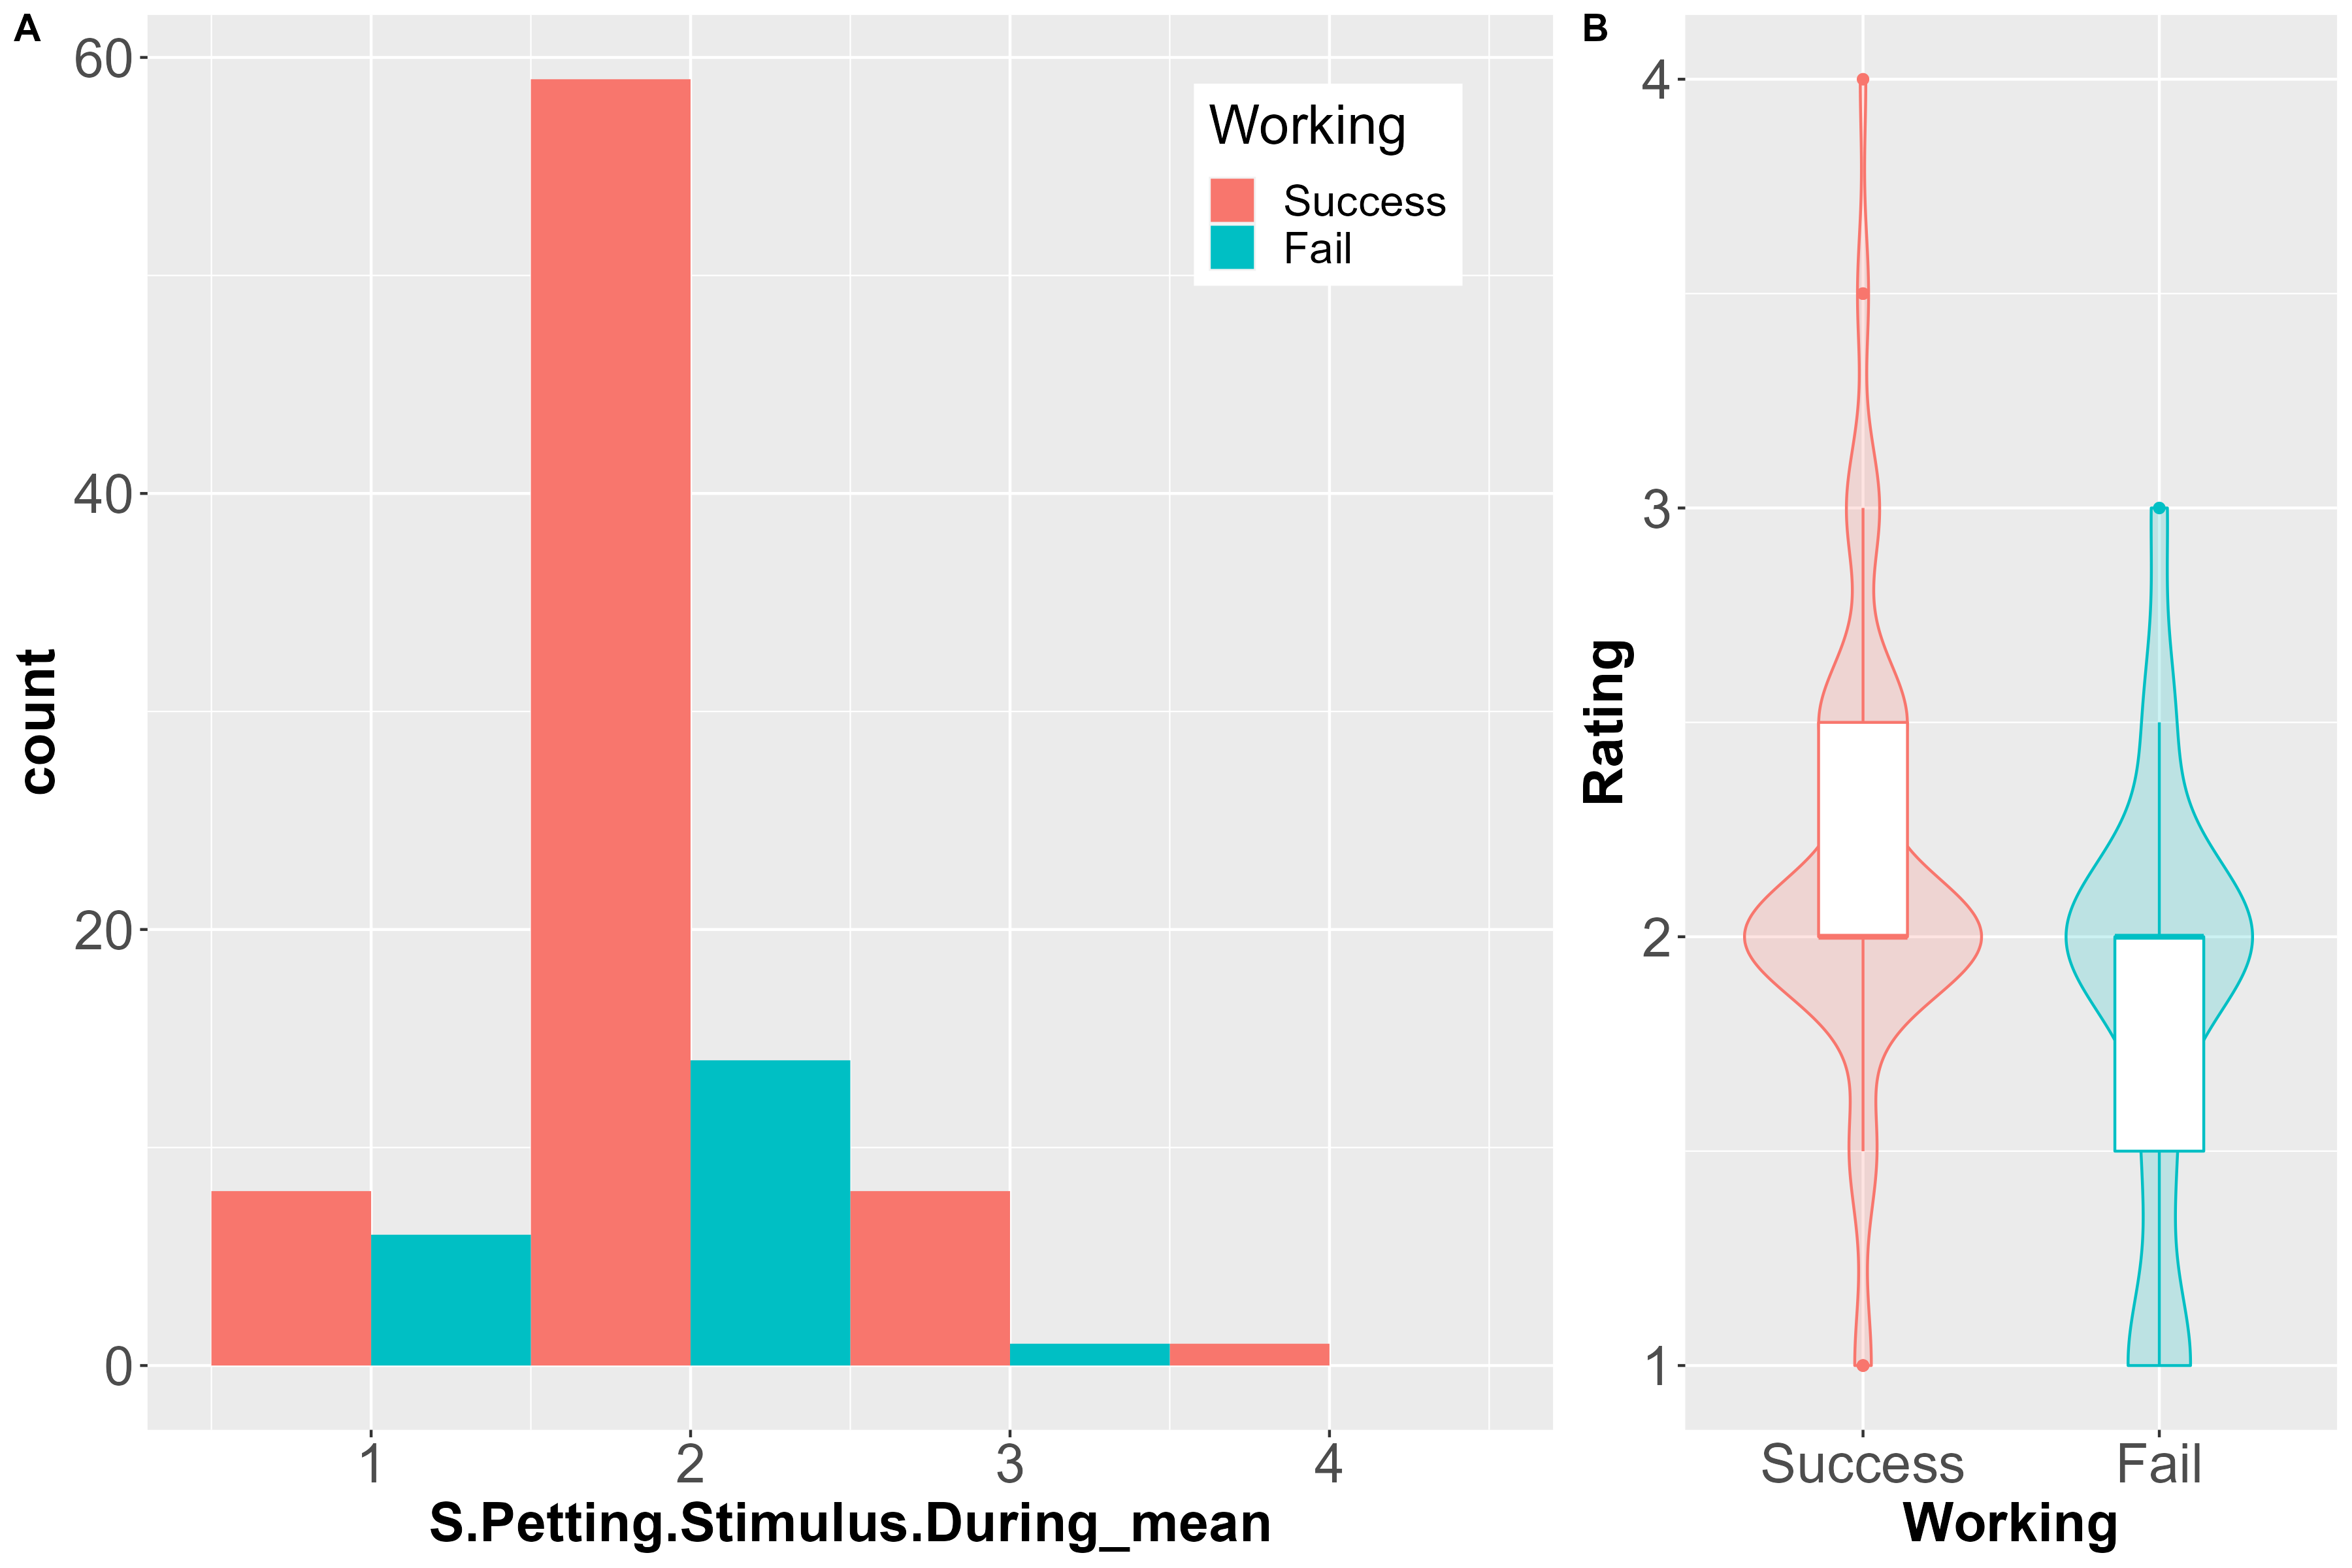 A
60
40
20
0
count
Working
Success
Fail
1 2 3 4
S.Petting.Stimulus.During_mean
B
4
3
2
1
Rating
Success Fail
Working